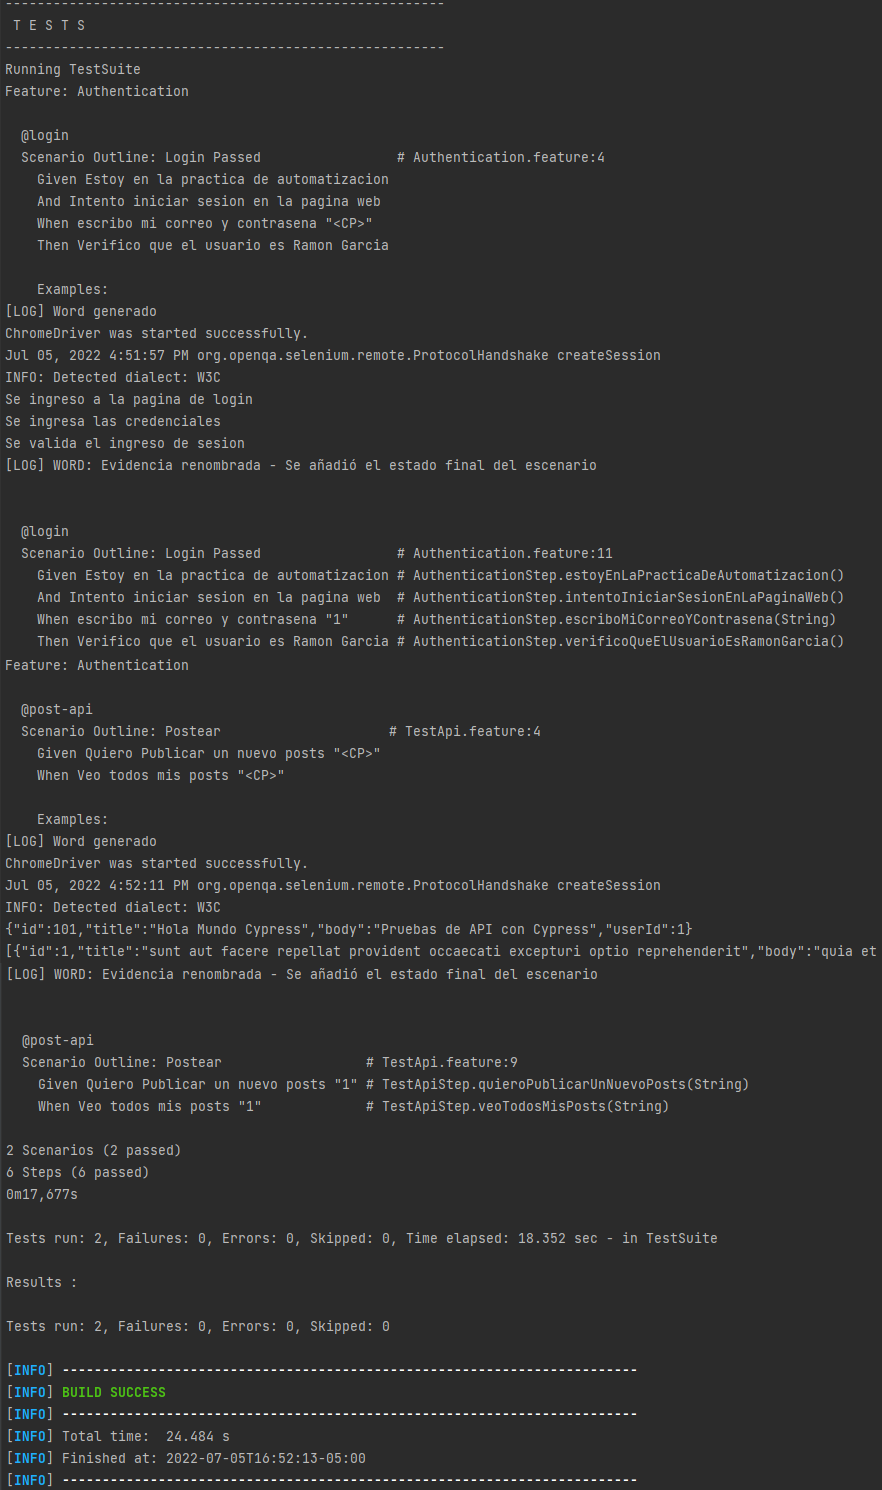 -------------------------------------------------------
 T E S T S
-------------------------------------------------------
Running TestSuite
Feature: Authentication

  @login
  Scenario Outline: Login Passed                 # Authentication.feature:4
    Given Estoy en la practica de automatizacion
    And Intento iniciar sesion en la pagina web
    When escribo mi correo y contrasena "<CP>"
    Then Verifico que el usuario es Ramon Garcia

    Examples:
[LOG] Word generado
ChromeDriver was started successfully.
Jul 05, 2022 4:51:57 PM org.openqa.selenium.remote.ProtocolHandshake createSession
INFO: Detected dialect: W3C
Se ingreso a la pagina de login
Se ingresa las credenciales
Se valida el ingreso de sesion
[LOG] WORD: Evidencia renombrada - Se añadió el estado final del escenario


  @login
  Scenario Outline: Login Passed                 # Authentication.feature:11
    Given Estoy en la practica de automatizacion # AuthenticationStep.estoyEnLaPracticaDeAutomatizacion()
    And Intento iniciar sesion en la pagina web  # AuthenticationStep.intentoIniciarSesionEnLaPaginaWeb()
    When escribo mi correo y contrasena "1"      # AuthenticationStep.escriboMiCorreoYContrasena(String)
    Then Verifico que el usuario es Ramon Garcia # AuthenticationStep.verificoQueElUsuarioEsRamonGarcia()
Feature: Authentication

  @post-api
  Scenario Outline: Postear                     # TestApi.feature:4
    Given Quiero Publicar un nuevo posts "<CP>"
    When Veo todos mis posts "<CP>"

    Examples:
[LOG] Word generado
ChromeDriver was started successfully.
Jul 05, 2022 4:52:11 PM org.openqa.selenium.remote.ProtocolHandshake createSession
INFO: Detected dialect: W3C
{"id":101,"title":"Hola Mundo Cypress","body":"Pruebas de API con Cypress","userId":1}
[{"id":1,"title":"sunt aut facere repellat provident occaecati excepturi optio reprehenderit","body":"quia et
[LOG] WORD: Evidencia renombrada - Se añadió el estado final del escenario


  @post-api
  Scenario Outline: Postear                  # TestApi.feature:9
    Given Quiero Publicar un nuevo posts "1" # TestApiStep.quieroPublicarUnNuevoPosts(String)
    When Veo todos mis posts "1"             # TestApiStep.veoTodosMisPosts(String)

2 Scenarios (2 passed)
6 Steps (6 passed)
0m17,677s

Tests run: 2, Failures: 0, Errors: 0, Skipped: 0, Time elapsed: 18.352 sec - in TestSuite

Results :

Tests run: 2, Failures: 0, Errors: 0, Skipped: 0

[INFO] ------------------------------------------------------------------------
[INFO] BUILD SUCCESS
[INFO] ------------------------------------------------------------------------
[INFO] Total time:  24.484 s
[INFO] Finished at: 2022-07-05T16:52:13-05:00
[INFO] ------------------------------------------------------------------------